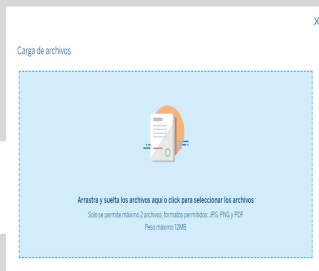 X
Carga de archivos
Arrastra y suelta los archivos aquí o click para seleccionar los archivos
Solo se permite máximo 2 archivos, formatos permitidos: JPG, PNG y PDF
Peso máximo 12MB